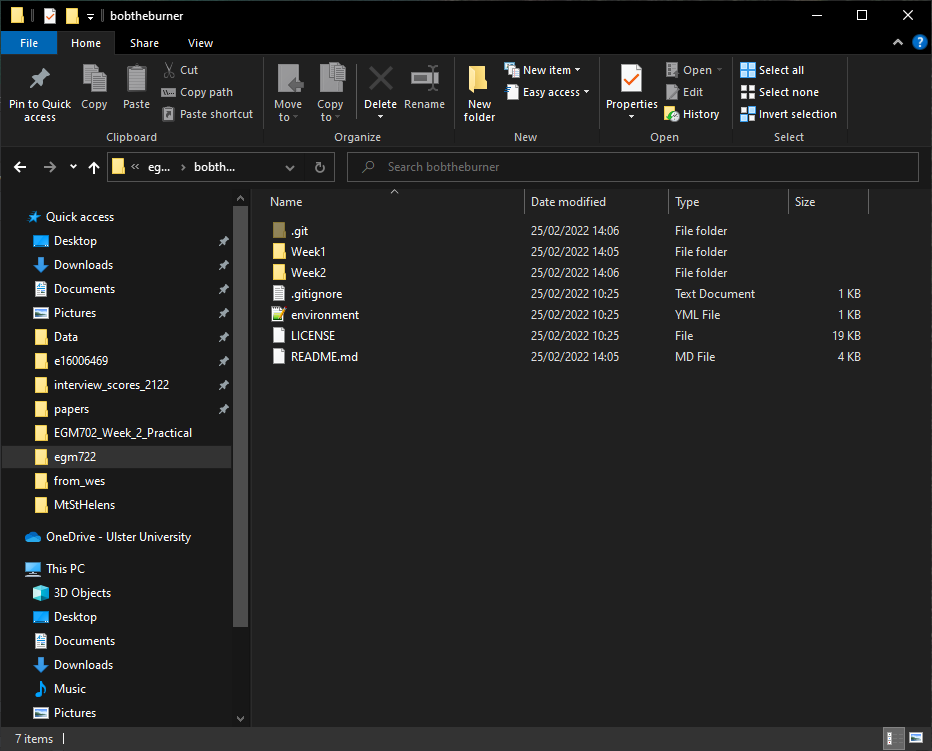 bobtheburner
File Home Share View
Pin to Quick access
Copy
Paste
Cut
Copy path
Paste shortcut
Clipboard
Move to
Copy to
Delete
Rename
Organize
New folder
New item
Easy access
New
Properties
Open
Edit
History
Open
Select all
Select none
Invert selection
Select
« eg... › bobth...
Search bobtheburner
Quick access
Desktop
Downloads
Documents
Pictures
Data
e16006469
interview_scores_2122
papers
EGM702_Week_2_Practical
egm722
from_wes
MtStHelens
OneDrive - Ulster University
This PC
3D Objects
Desktop
Documents
Downloads
Music
Pictures
Name Date modified Type Size
.git 25/02/2022 14:06 File folder
Week1 25/02/2022 14:05 File folder
Week2 25/02/2022 14:06 File folder
.gitignore 25/02/2022 10:25 Text Document 1 KB
environment 25/02/2022 10:25 YML File 1 KB
LICENSE 25/02/2022 10:25 File 19 KB
README.md 25/02/2022 14:05 MD File 4 KB
7 items